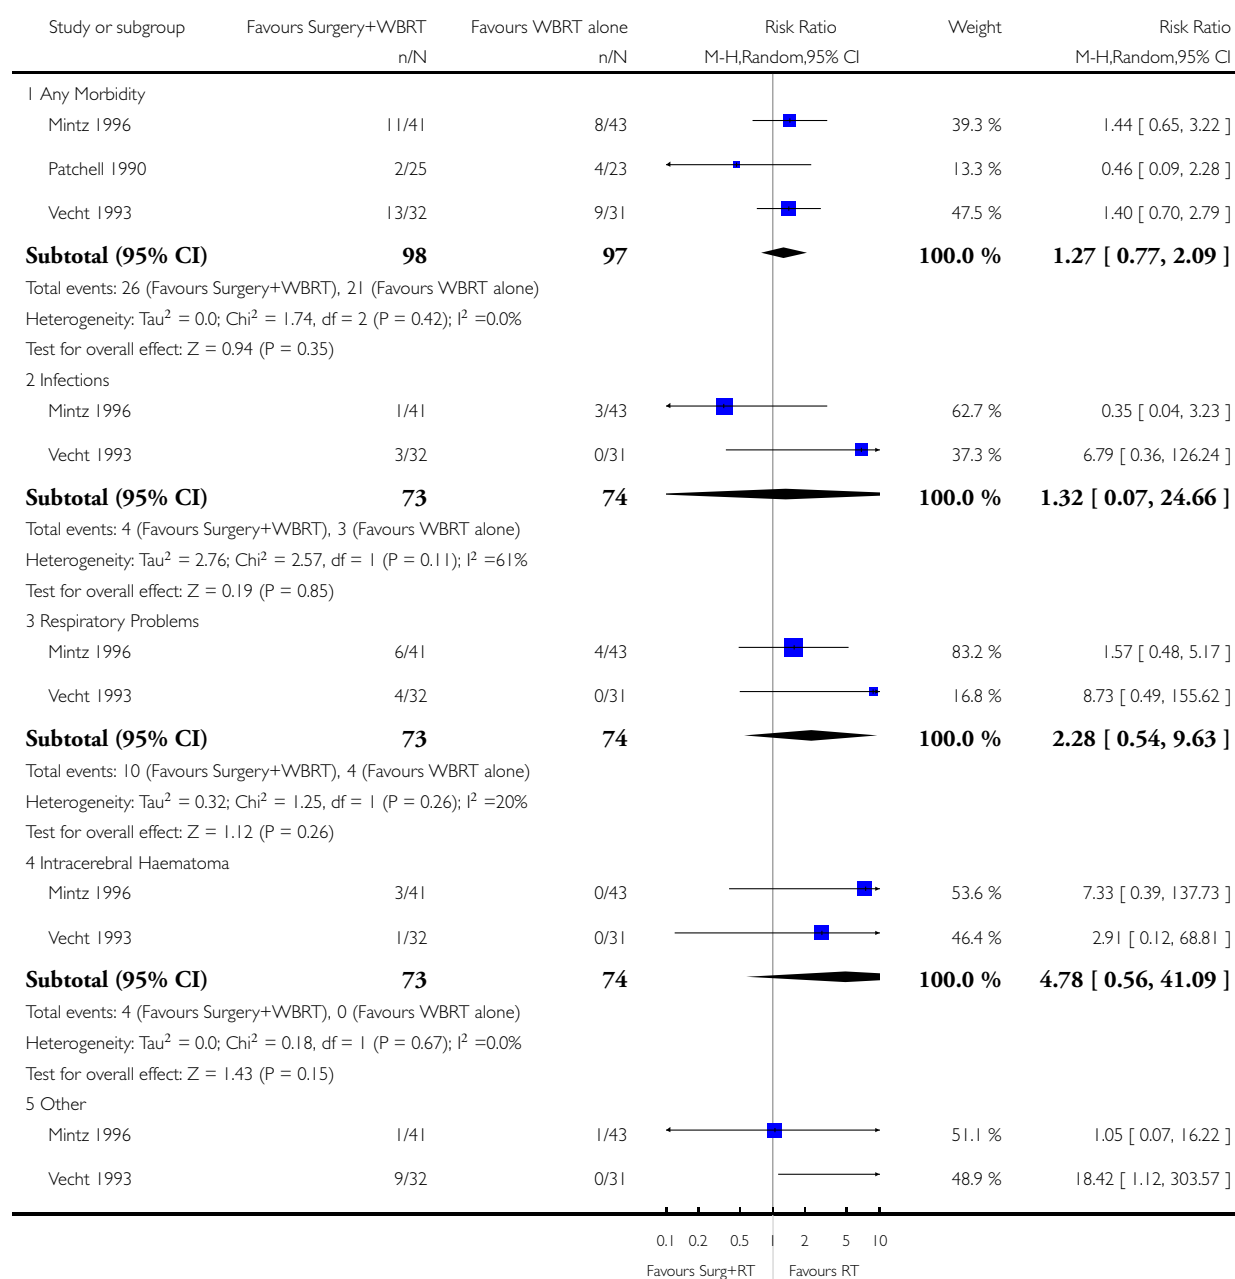 Study or subgroup Favours Surgery+WBRT Favours WBRT alone Risk Ratio Weight Risk Ratio
n/N n/N M-H,Random,95% CI M-H,Random,95% CI
1 Any Morbidity
Mintz 1996 11/41 8/43 39.3 % 1.44 [ 0.65, 3.22 ]
Patchell 1990 2/25 4/23 13.3 % 0.46 [ 0.09, 2.28 ]
Vecht 1993 13/32 9/31 47.5 % 1.40 [ 0.70, 2.79 ]
Subtotal (95% CI) 98 97 100.0 % 1.27 [ 0.77, 2.09 ]
Total events: 26 (Favours Surgery+WBRT), 21 (Favours WBRT alone)
Heterogeneity: Tau² = 0.0; Chi² = 1.74, df = 2 (P = 0.42); I² =0.0%
Test for overall effect: Z = 0.94 (P = 0.35)
2 Infections
Mintz 1996 1/41 3/43 62.7 % 0.35 [ 0.04, 3.23 ]
Vecht 1993 3/32 0/31 37.3 % 6.79 [ 0.36, 126.24 ]
Subtotal (95% CI) 73 74 100.0 % 1.32 [ 0.07, 24.66 ]
Total events: 4 (Favours Surgery+WBRT), 3 (Favours WBRT alone)
Heterogeneity: Tau² = 2.76; Chi² = 2.57, df = 1 (P = 0.11); I² =61%
Test for overall effect: Z = 0.19 (P = 0.85)
3 Respiratory Problems
Mintz 1996 6/41 4/43 83.2 % 1.57 [ 0.48, 5.17 ]
Vecht 1993 4/32 0/31 16.8 % 8.73 [ 0.49, 155.62 ]
Subtotal (95% CI) 73 74 100.0 % 2.28 [ 0.54, 9.63 ]
Total events: 10 (Favours Surgery+WBRT), 4 (Favours WBRT alone)
Heterogeneity: Tau² = 0.32; Chi² = 1.25, df = 1 (P = 0.26); I² =20%
Test for overall effect: Z = 1.12 (P = 0.26)
4 Intracerebral Haematoma
Mintz 1996 3/41 0/43 53.6 % 7.33 [ 0.39, 137.73 ]
Vecht 1993 1/32 0/31 46.4 % 2.91 [ 0.12, 68.81 ]
Subtotal (95% CI) 73 74 100.0 % 4.78 [ 0.56, 41.09 ]
Total events: 4 (Favours Surgery+WBRT), 0 (Favours WBRT alone)
Heterogeneity: Tau² = 0.0; Chi² = 0.18, df = 1 (P = 0.67); I² =0.0%
Test for overall effect: Z = 1.43 (P = 0.15)
5 Other
Mintz 1996 1/41 1/43 51.1 % 1.05 [ 0.07, 16.22 ]
Vecht 1993 9/32 0/31 48.9 % 18.42 [ 1.12, 303.57 ]
0.1 0.2 0.5 1 2 5 10
Favours Surg+RT Favours RT